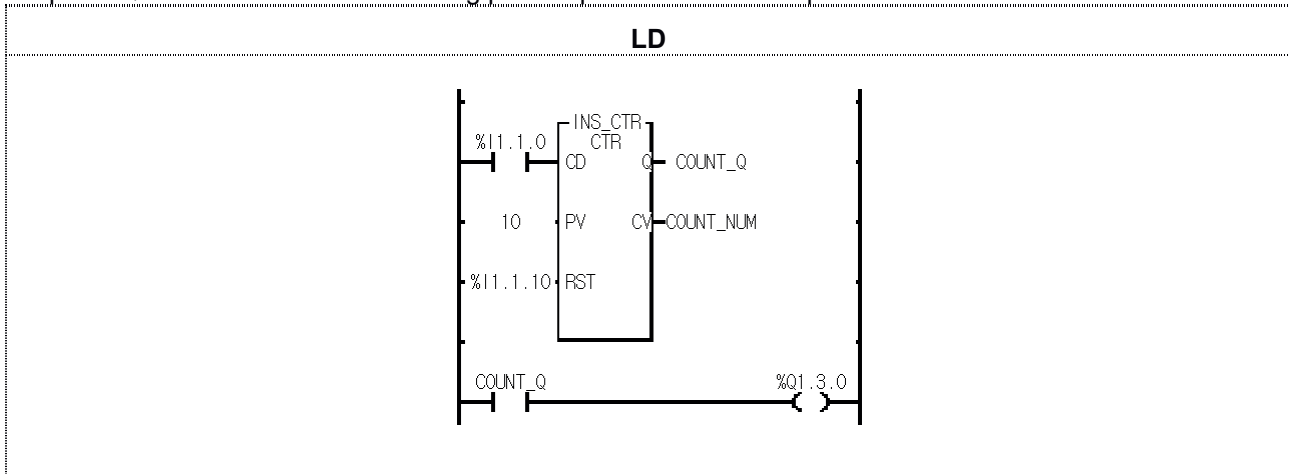 LD
INS_CTR
%I1.1.0 CTR
CD Q COUNT_Q
10 PV CV COUNT_NUM
%I1.1.10 RST
COUNT_Q %Q1.3.0